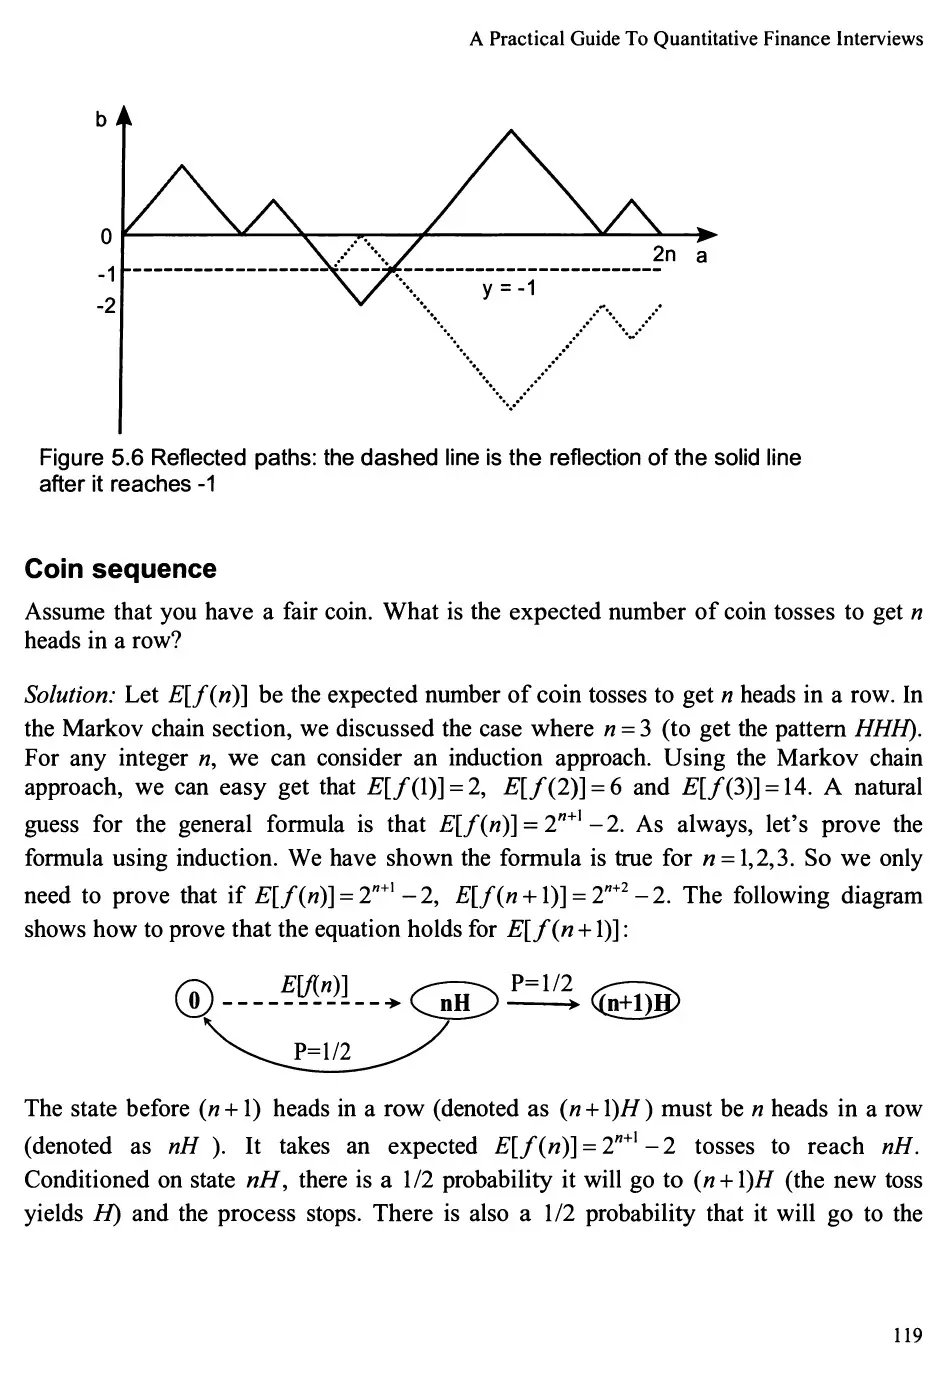 A Practical Guide To Quantitative Finance Interviews
b
0
2n a
-1
y = -1
-2
Figure 5.6 Reflected paths: the dashed line is the reflection of the solid line
after it reaches -1
Coin sequence
Assume that you have a fair coin. What is the expected number of coin tosses to get n
heads in a row?
Solution: Let E[f(n)] be the expected number of coin tosses to get n heads in a row. In
the Markov chain section, we discussed the case where n = 3 (to get the pattern HHH).
For any integer n, we can consider an induction approach. Using the Markov chain
approach, we can easy get that E[f(1)] = 2, E[f(2)] = 6 and E[f(3)] = 14. A natural
guess for the general formula is that E[f(n)] = 2ⁿ⁺¹ − 2. As always, let's prove the
formula using induction. We have shown the formula is true for n = 1,2,3. So we only
need to prove that if E[f(n)] = 2ⁿ⁺¹ − 2, E[f(n+1)] = 2ⁿ⁺² − 2. The following diagram
shows how to prove that the equation holds for E[f(n+1)]:
0 E[f(n)] nH P=1/2 (n+1)H
P=1/2
The state before (n+1) heads in a row (denoted as (n+1)H) must be n heads in a row
(denoted as nH ). It takes an expected E[f(n)] = 2ⁿ⁺¹ − 2 tosses to reach nH.
Conditioned on state nH, there is a 1/2 probability it will go to (n+1)H (the new toss
yields H) and the process stops. There is also a 1/2 probability that it will go to the
119